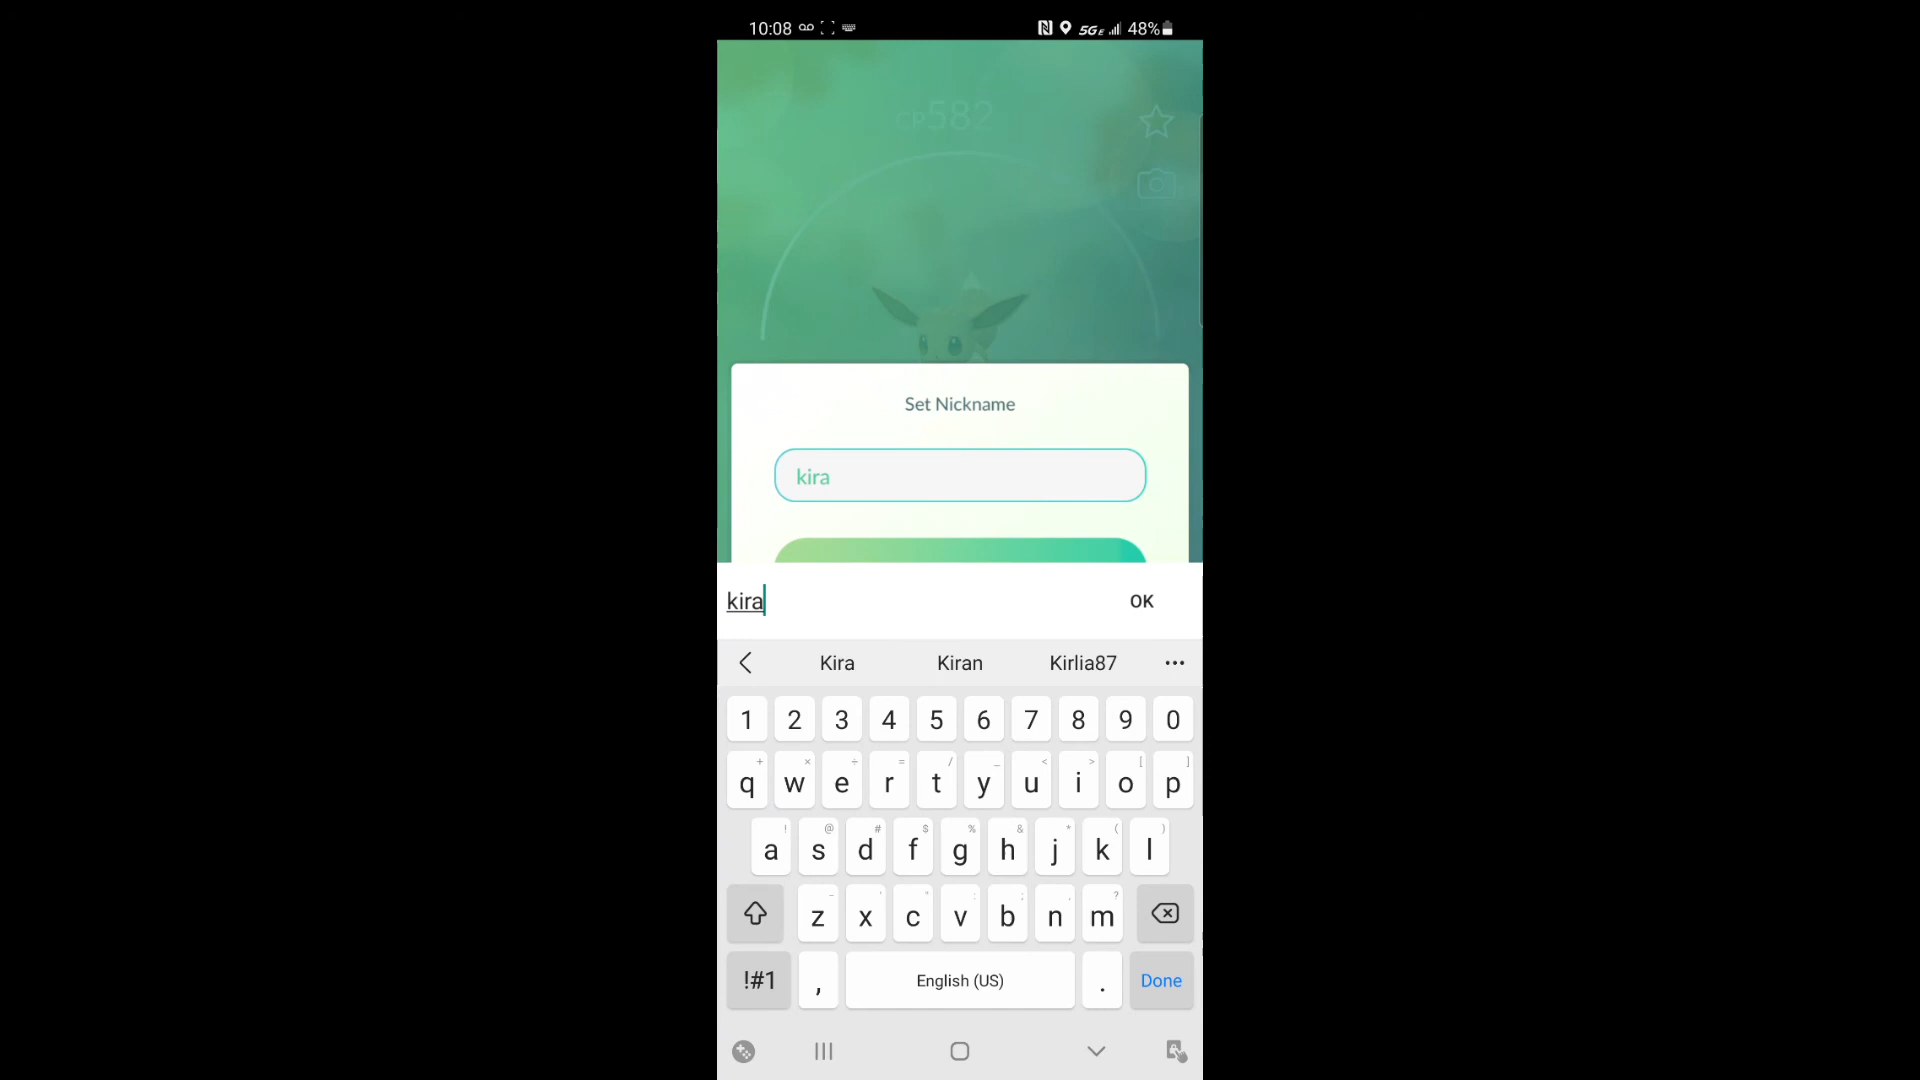 10:08 5GE 48%
CP582
Set Nickname
kira
kira OK
Kira Kiran Kirlia87 •••
1 2 3 4 5 6 7 8 9 0
+ × ÷ = / _ < > [ ]
q w e r t y u i o p
! @ # $ % & * ( )
a s d f g h j k l
- ' " : ; , ?
z x c v b n m
!#1 , English (US) . Done